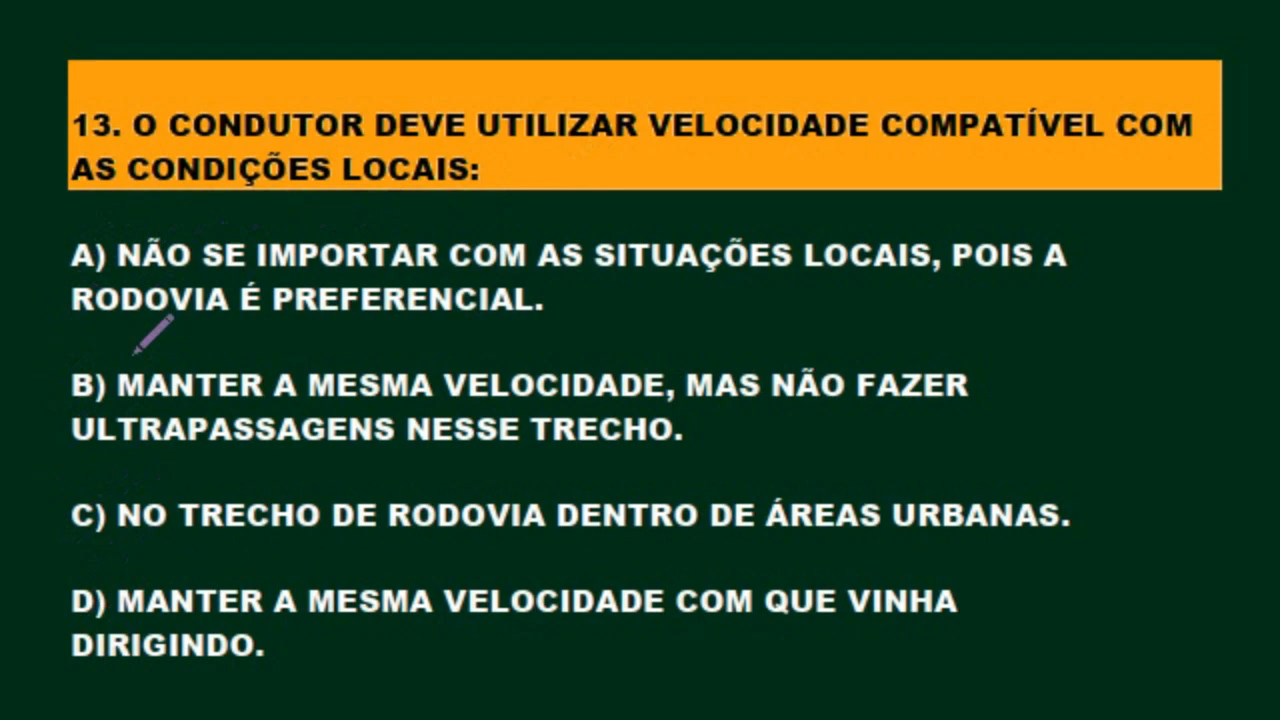 13. O CONDUTOR DEVE UTILIZAR VELOCIDADE COMPATÍVEL COM
AS CONDIÇÕES LOCAIS:
A) NÃO SE IMPORTAR COM AS SITUAÇÕES LOCAIS, POIS A
RODOVIA É PREFERENCIAL.
B) MANTER A MESMA VELOCIDADE, MAS NÃO FAZER
ULTRAPASSAGENS NESSE TRECHO.
C) NO TRECHO DE RODOVIA DENTRO DE ÁREAS URBANAS.
D) MANTER A MESMA VELOCIDADE COM QUE VINHA
DIRIGINDO.